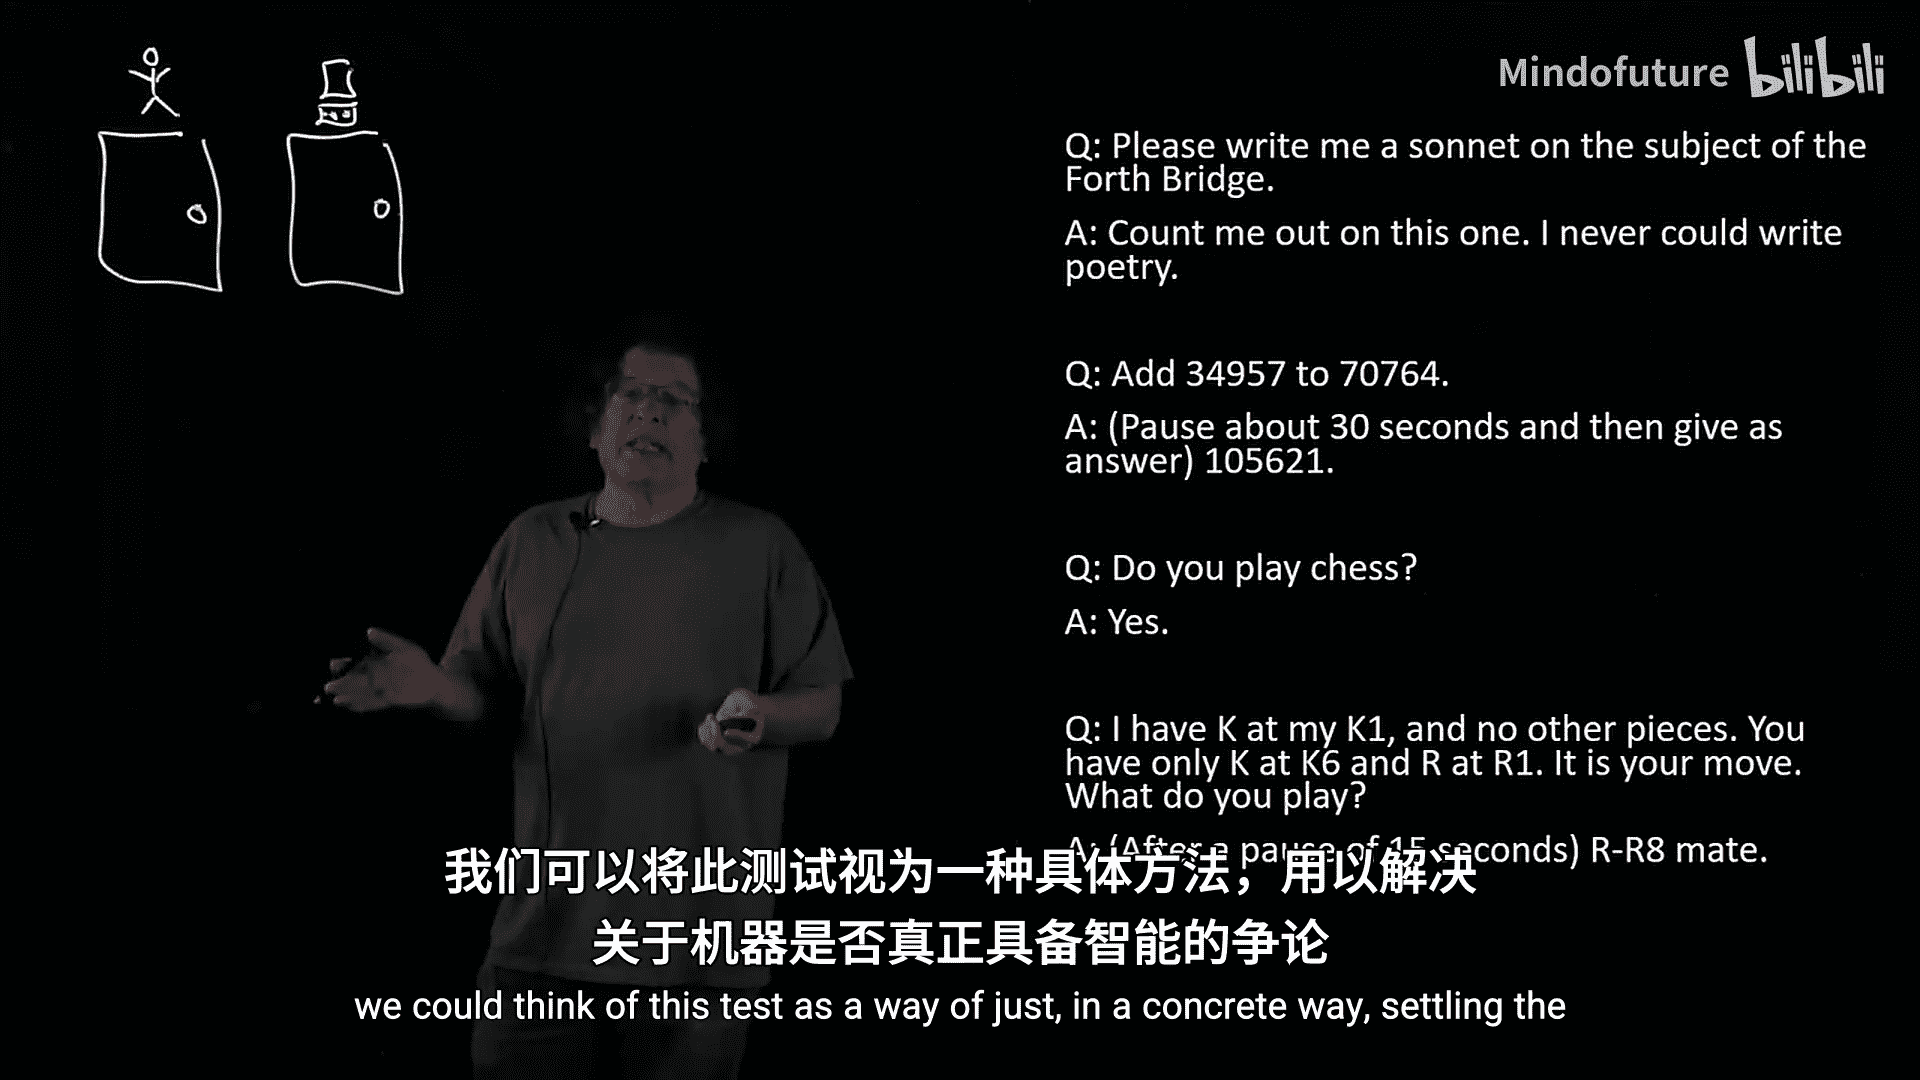 Mindofuture bilibili
Q: Please write me a sonnet on the subject of the
Forth Bridge.
A: Count me out on this one. I never could write
poetry.
Q: Add 34957 to 70764.
A: (Pause about 30 seconds and then give as
answer) 105621.
Q: Do you play chess?
A: Yes.
Q: I have K at my K1, and no other pieces. You
have only K at K6 and R at R1. It is your move.
What do you play?
A: (After a pause of 15 seconds) R-R8 mate.
我们可以将此测试视为一种具体方法，用以解决
关于机器是否真正具备智能的争论
we could think of this test as a way of just, in a concrete way, settling the